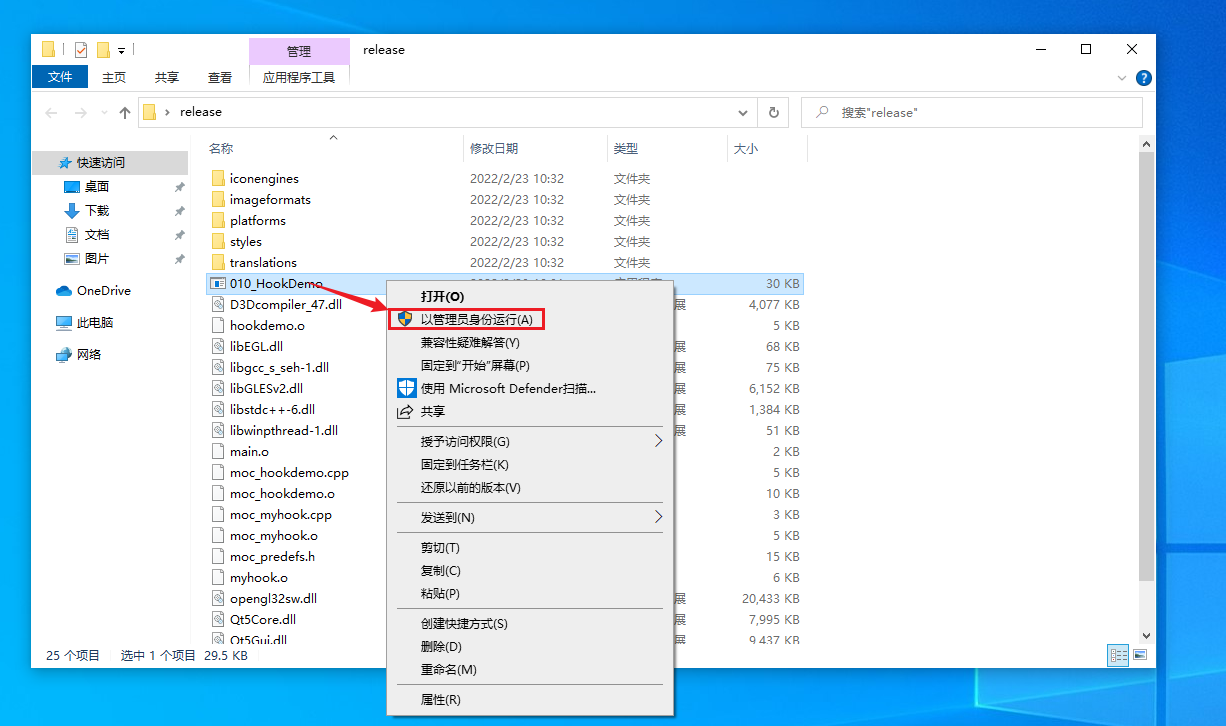 管理
release
文件
主页
共享
查看
应用程序工具
release
搜索"release"
名称
修改日期
类型
大小
快速访问
桌面
下载
文档
图片
OneDrive
此电脑
网络
iconengines 2022/2/23 10:32 文件夹
imageformats 2022/2/23 10:32 文件夹
platforms 2022/2/23 10:32 文件夹
styles 2022/2/23 10:32 文件夹
translations 2022/2/23 10:32 文件夹
010_HookDemo 30 KB
D3Dcompiler_47.dll 展 4,077 KB
hookdemo.o 5 KB
libEGL.dll 展 68 KB
libgcc_s_seh-1.dll 展 75 KB
libGLESv2.dll 展 6,152 KB
libstdc++-6.dll 展 1,384 KB
libwinpthread-1.dll 展 51 KB
main.o 2 KB
moc_hookdemo.cpp 5 KB
moc_hookdemo.o 10 KB
moc_myhook.cpp 3 KB
moc_myhook.o 5 KB
moc_predefs.h 15 KB
myhook.o 6 KB
opengl32sw.dll 展 20,433 KB
Qt5Core.dll 展 7,995 KB
Qt5Gui.dll 展 9,437 KB
打开(O)
以管理员身份运行(A)
兼容性疑难解答(Y)
固定到"开始"屏幕(P)
使用 Microsoft Defender扫描...
共享
授予访问权限(G)
固定到任务栏(K)
还原以前的版本(V)
发送到(N)
剪切(T)
复制(C)
粘贴(P)
创建快捷方式(S)
删除(D)
重命名(M)
属性(R)
25 个项目 选中 1 个项目 29.5 KB